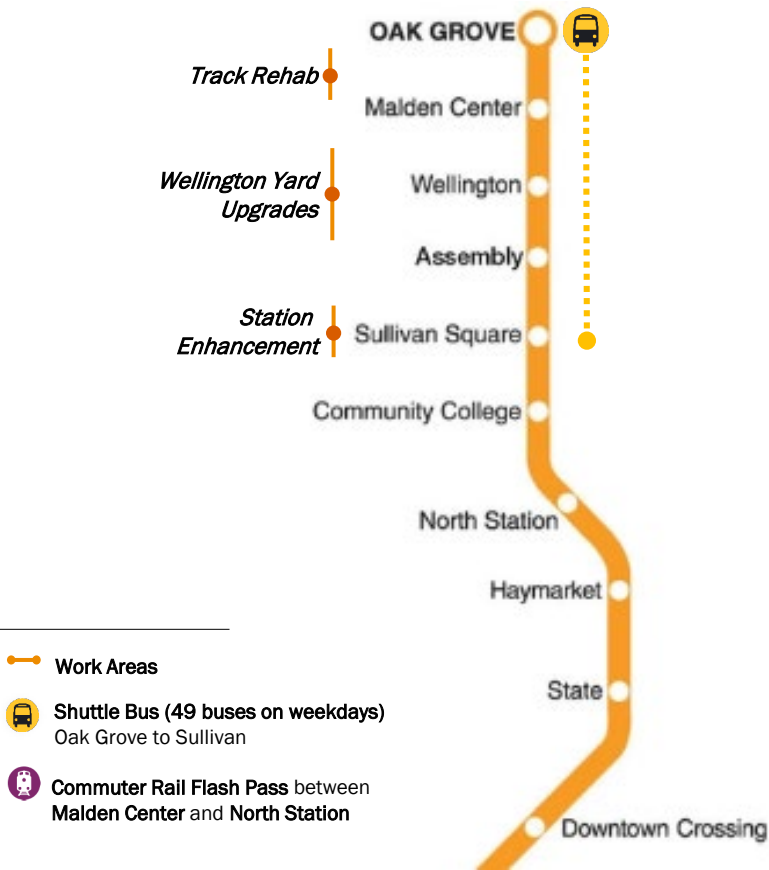 OAK GROVE
Track Rehab
Malden Center
Wellington Yard
Upgrades
Wellington
Assembly
Station
Enhancement
Sullivan Square
Community College
North Station
Haymarket
State
Downtown Crossing
Work Areas
Shuttle Bus (49 buses on weekdays)
Oak Grove to Sullivan
Commuter Rail Flash Pass between
Malden Center and North Station